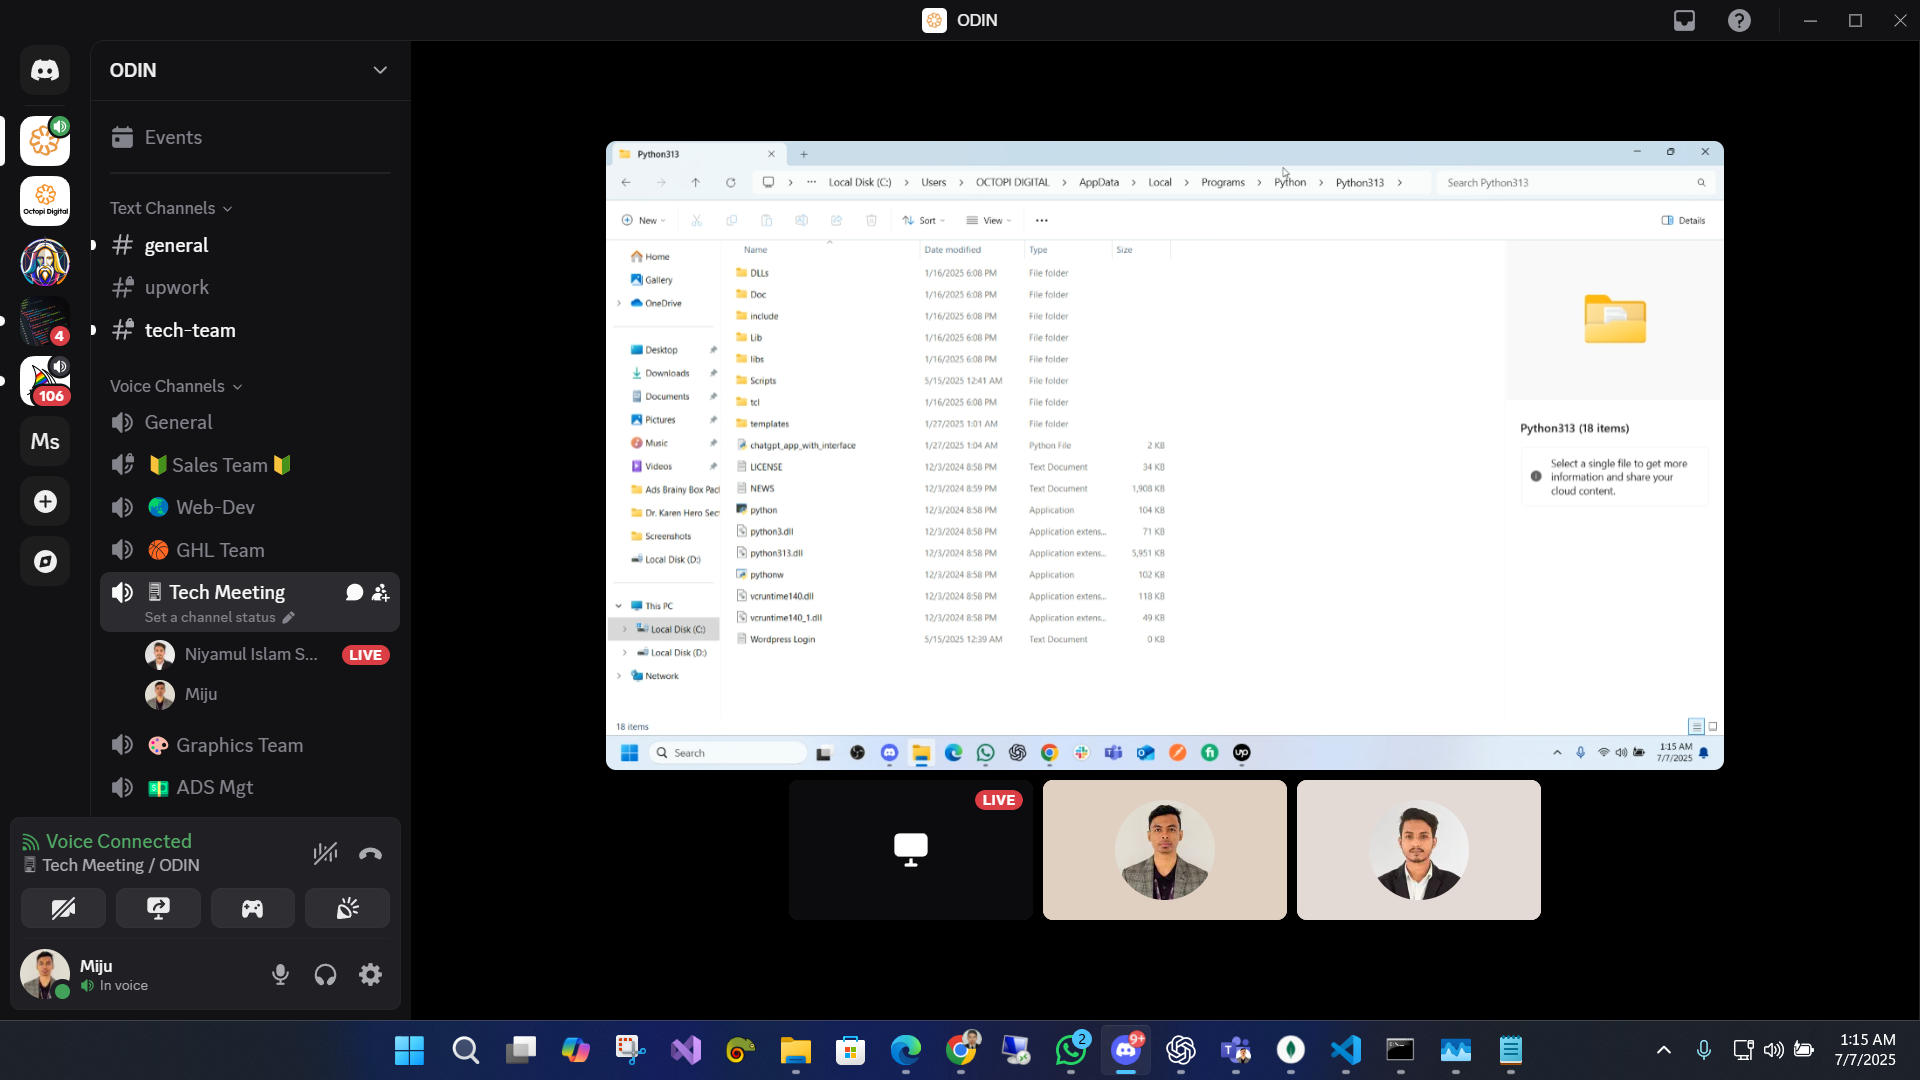 ODIN
ODIN
Events
Text Channels
general
upwork
tech-team
Voice Channels
General
Sales Team
Web-Dev
GHL Team
Tech Meeting
Set a channel status
Niyamul Islam S...
LIVE
Miju
Graphics Team
ADS Mgt
Voice Connected
Tech Meeting / ODIN
Miju
In voice
Octopi Digital
4
106
Ms
Python313
Local Disk (C:) > Users > OCTOPI DIGITAL > AppData > Local > Programs > Python > Python313 >
Search Python313
New
Sort
View
Details
Home
Gallery
OneDrive
Desktop
Downloads
Documents
Pictures
Music
Videos
Ads Brainy Box Pac
Dr. Karen Hero Sec
Screenshots
Local Disk (D:)
This PC
Local Disk (C:)
Local Disk (D:)
Network
Name Date modified Type Size
DLLs 1/16/2025 6:08 PM File folder
Doc 1/16/2025 6:08 PM File folder
include 1/16/2025 6:08 PM File folder
Lib 1/16/2025 6:08 PM File folder
libs 1/16/2025 6:08 PM File folder
Scripts 5/15/2025 12:41 AM File folder
tcl 1/16/2025 6:08 PM File folder
templates 1/27/2025 1:01 AM File folder
chatgpt_app_with_interface 1/27/2025 1:04 AM Python File 2 KB
LICENSE 12/3/2024 8:58 PM Text Document 34 KB
NEWS 12/3/2024 8:59 PM Text Document 1,908 KB
python 12/3/2024 8:58 PM Application 104 KB
python3.dll 12/3/2024 8:58 PM Application extens... 71 KB
python313.dll 12/3/2024 8:58 PM Application extens... 5,951 KB
pythonw 12/3/2024 8:58 PM Application 102 KB
vcruntime140.dll 12/3/2024 8:58 PM Application extens... 118 KB
vcruntime140_1.dll 12/3/2024 8:58 PM Application extens... 49 KB
Wordpress Login 5/15/2025 12:39 AM Text Document 0 KB
Python313 (18 items)
Select a single file to get more
information and share your
cloud content.
18 items
Search
up
1:15 AM
7/7/2025
LIVE
2
9+
1:15 AM
7/7/2025